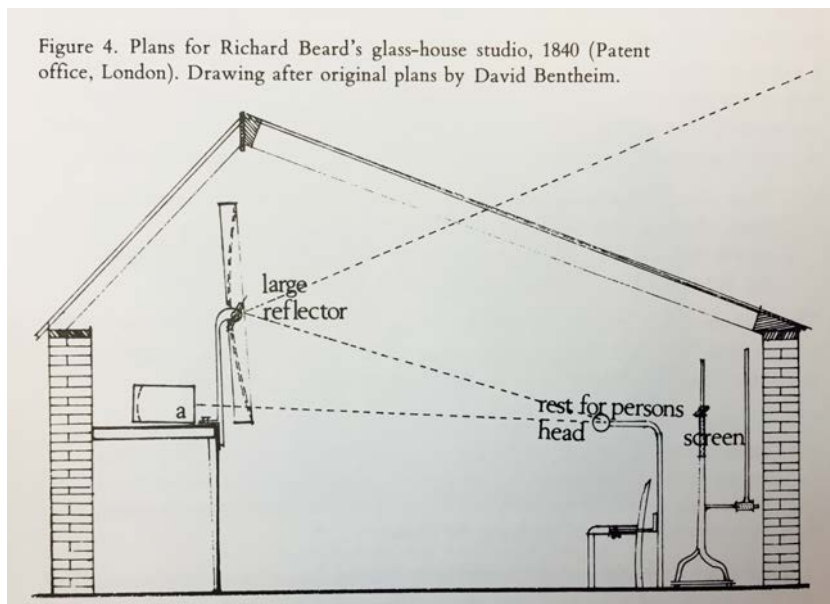 Figure 4. Plans for Richard Beard's glass-house studio, 1840 (Patent
office, London). Drawing after original plans by David Bentheim.
large
reflector
a
rest for persons
head
screen